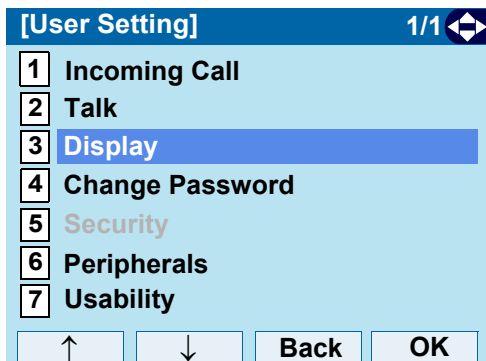 [User Setting] 1/1
1 Incoming Call
2 Talk
3 Display
4 Change Password
5 Security
6 Peripherals
7 Usability
↑ ↓ Back OK